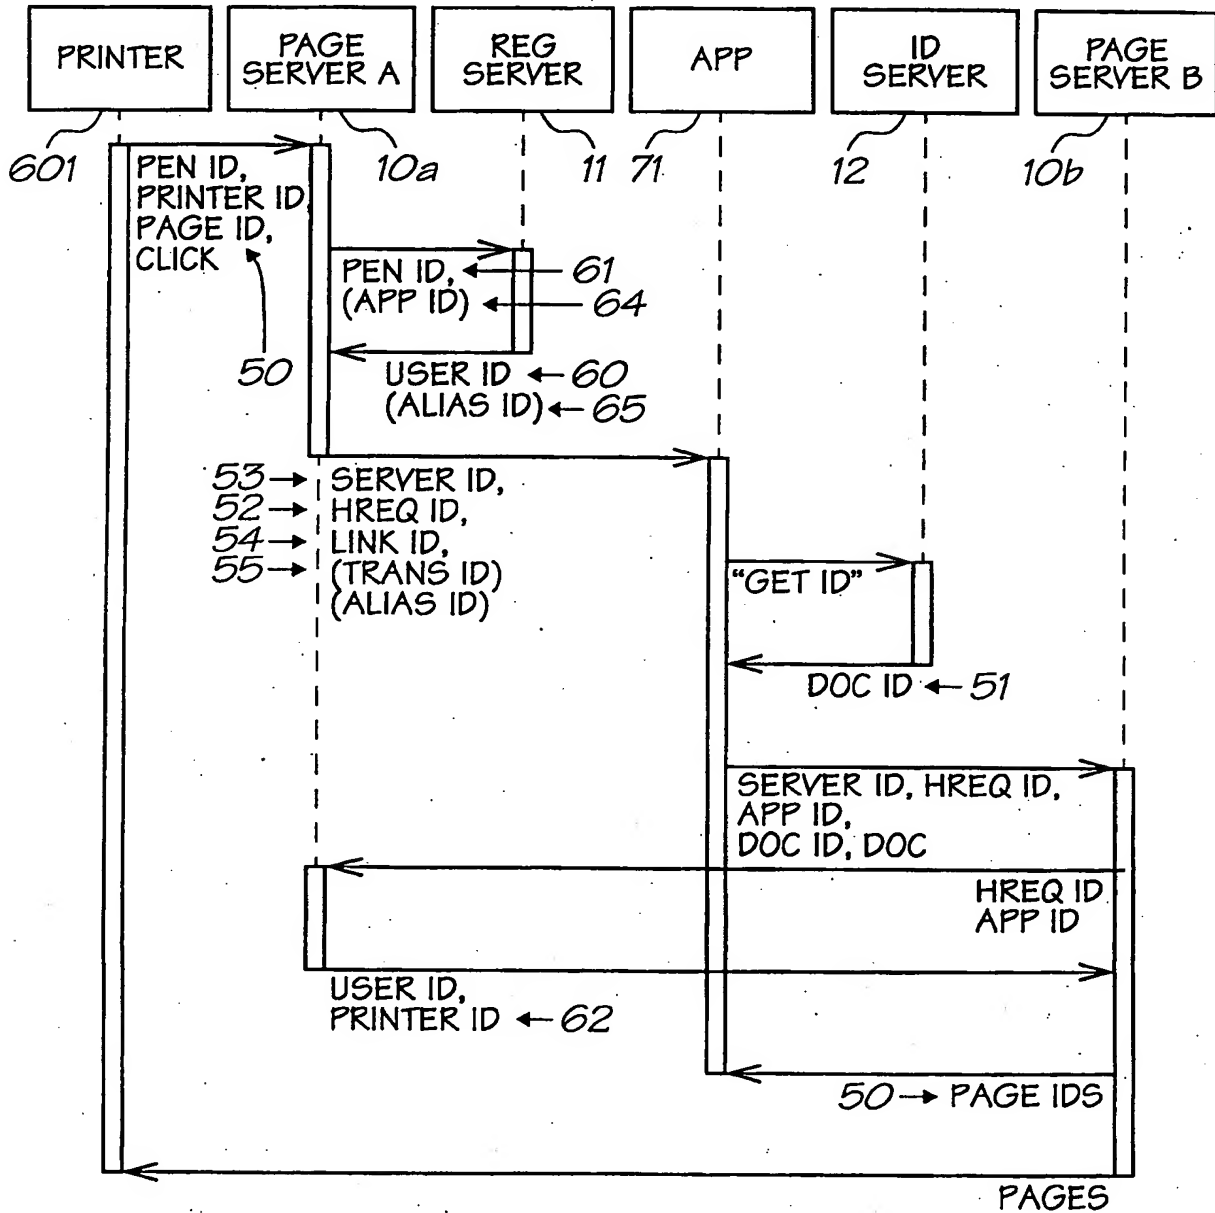 PRINTER
PAGE
SERVER A
REG
SERVER
APP
ID
SERVER
PAGE
SERVER B
601
10a
11
71
12
10b
PEN ID,
PRINTER ID
PAGE ID,
CLICK
50
PEN ID, 61
(APP ID) 64
USER ID 60
(ALIAS ID) 65
53 SERVER ID,
52 HREQ ID,
54 LINK ID,
55 (TRANS ID)
(ALIAS ID)
“GET ID”
DOC ID 51
SERVER ID, HREQ ID,
APP ID,
DOC ID, DOC
HREQ ID
APP ID
USER ID,
PRINTER ID 62
50 PAGE IDS
PAGES